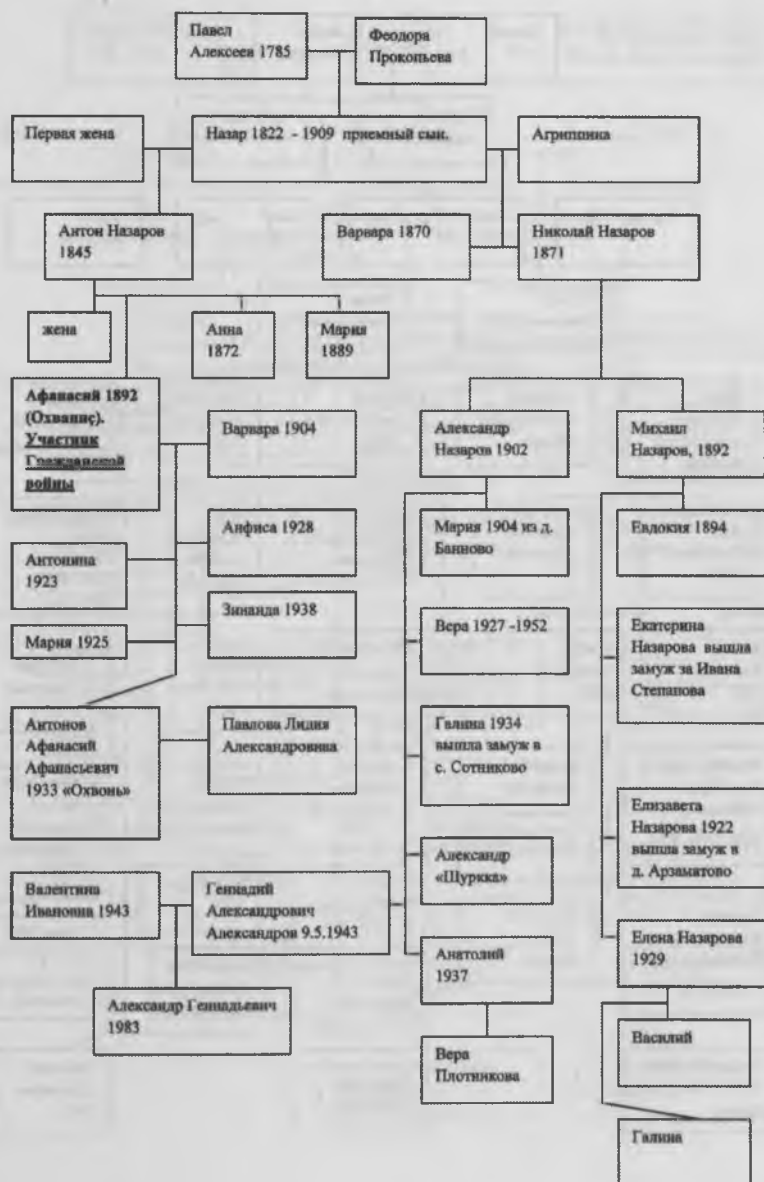 Павел
Алексеев 1785
Феодора
Прокопьева
Первая жена
Назар 1822 - 1909 приемный сын.
Агриппина
Антон Назаров
1845
Варвара 1870
Николай Назаров
1871
жена
Анна
1872
Мария
1889
Афанасий 1892
(Охваниç).
Участник
Гражданской
войны
Варвара 1904
Александр
Назаров 1902
Михаил
Назаров, 1892
Антонина
1923
Анфиса 1928
Мария 1904 из д.
Банново
Евдокия 1894
Мария 1925
Зинаида 1938
Вера 1927 -1952
Екатерина
Назарова вышла
замуж за Ивана
Степанова
Антонов
Афанасий
Афанасьевич
1933 «Охвонь»
Павлова Лидия
Александровна
Галина 1934
вышла замуж в
с. Сотниково
Елизавета
Назарова 1922
вышла замуж в
д. Арзаматово
Валентина
Ивановна 1943
Геннадий
Александрович
Александров 9.5.1943
Александр
«Щуркка»
Анатолий
1937
Елена Назарова
1929
Александр Геннадьевич
1983
Вера
Плотникова
Василий
Галина